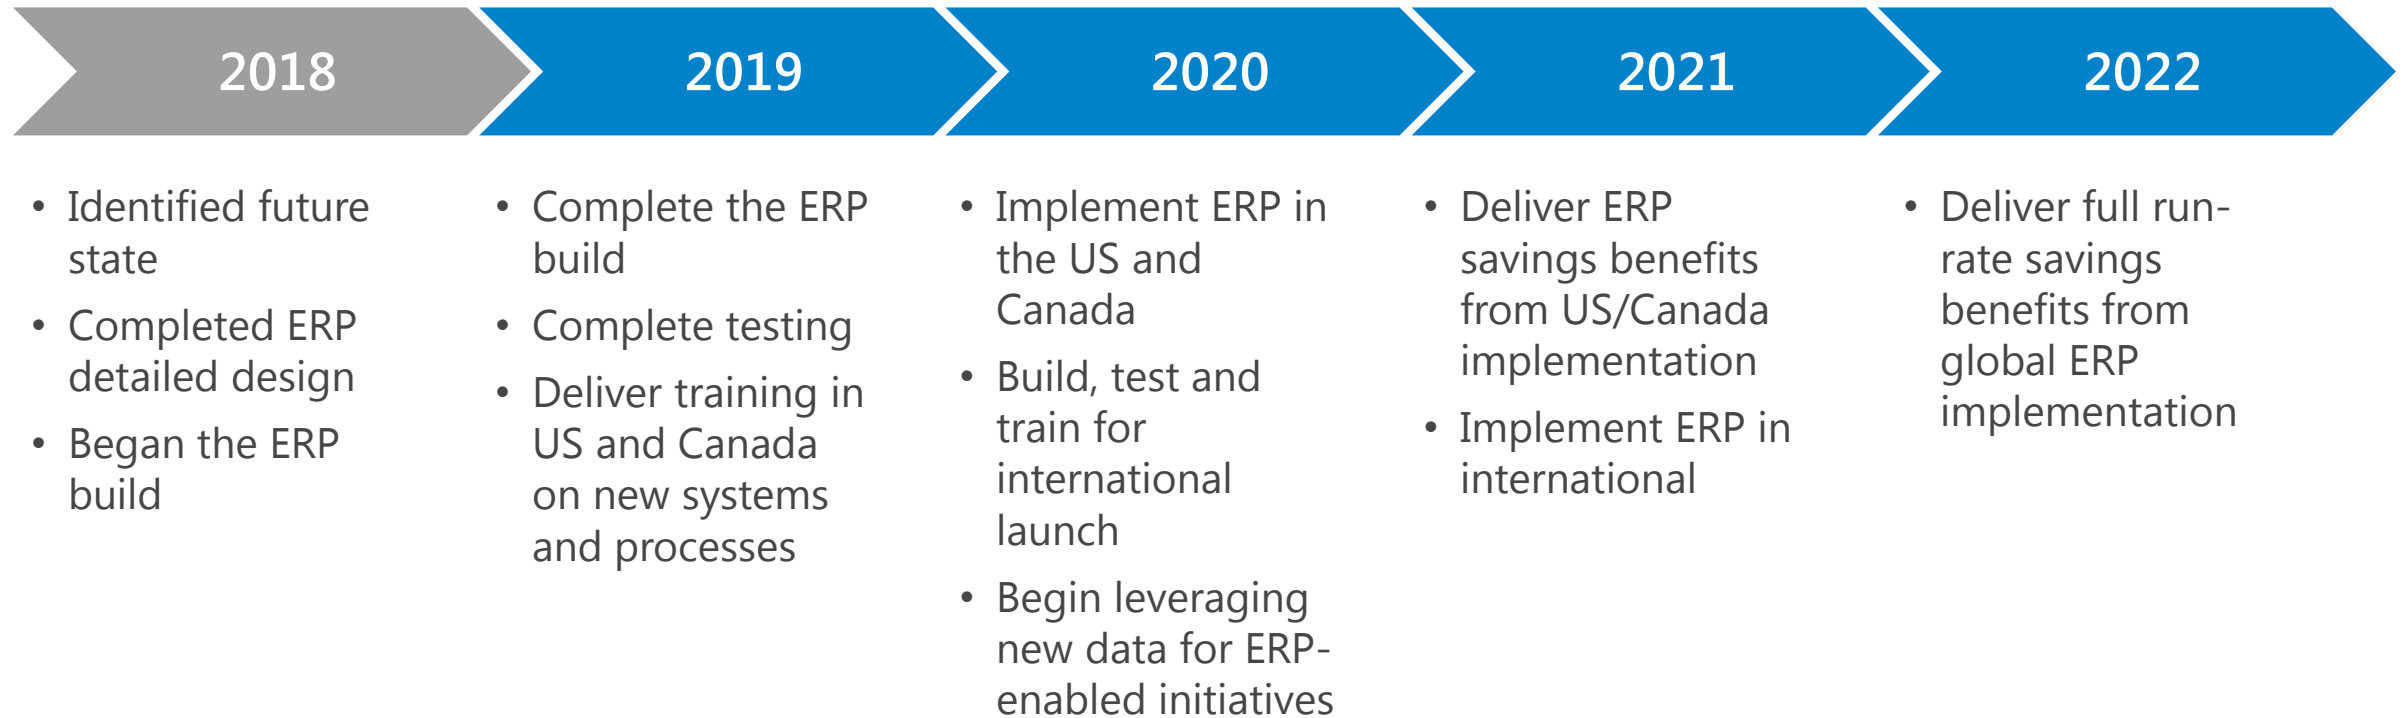 2018
2019
2020
2021
2022
• Identified future
state
• Completed ERP
detailed design
• Began the ERP
build
• Complete the ERP
build
• Complete testing
• Deliver training in
US and Canada
on new systems
and processes
• Implement ERP in
the US and
Canada
• Build, test and
train for
international
launch
• Begin leveraging
new data for ERP-
enabled initiatives
• Deliver ERP
savings benefits
from US/Canada
implementation
• Implement ERP in
international
• Deliver full run-
rate savings
benefits from
global ERP
implementation